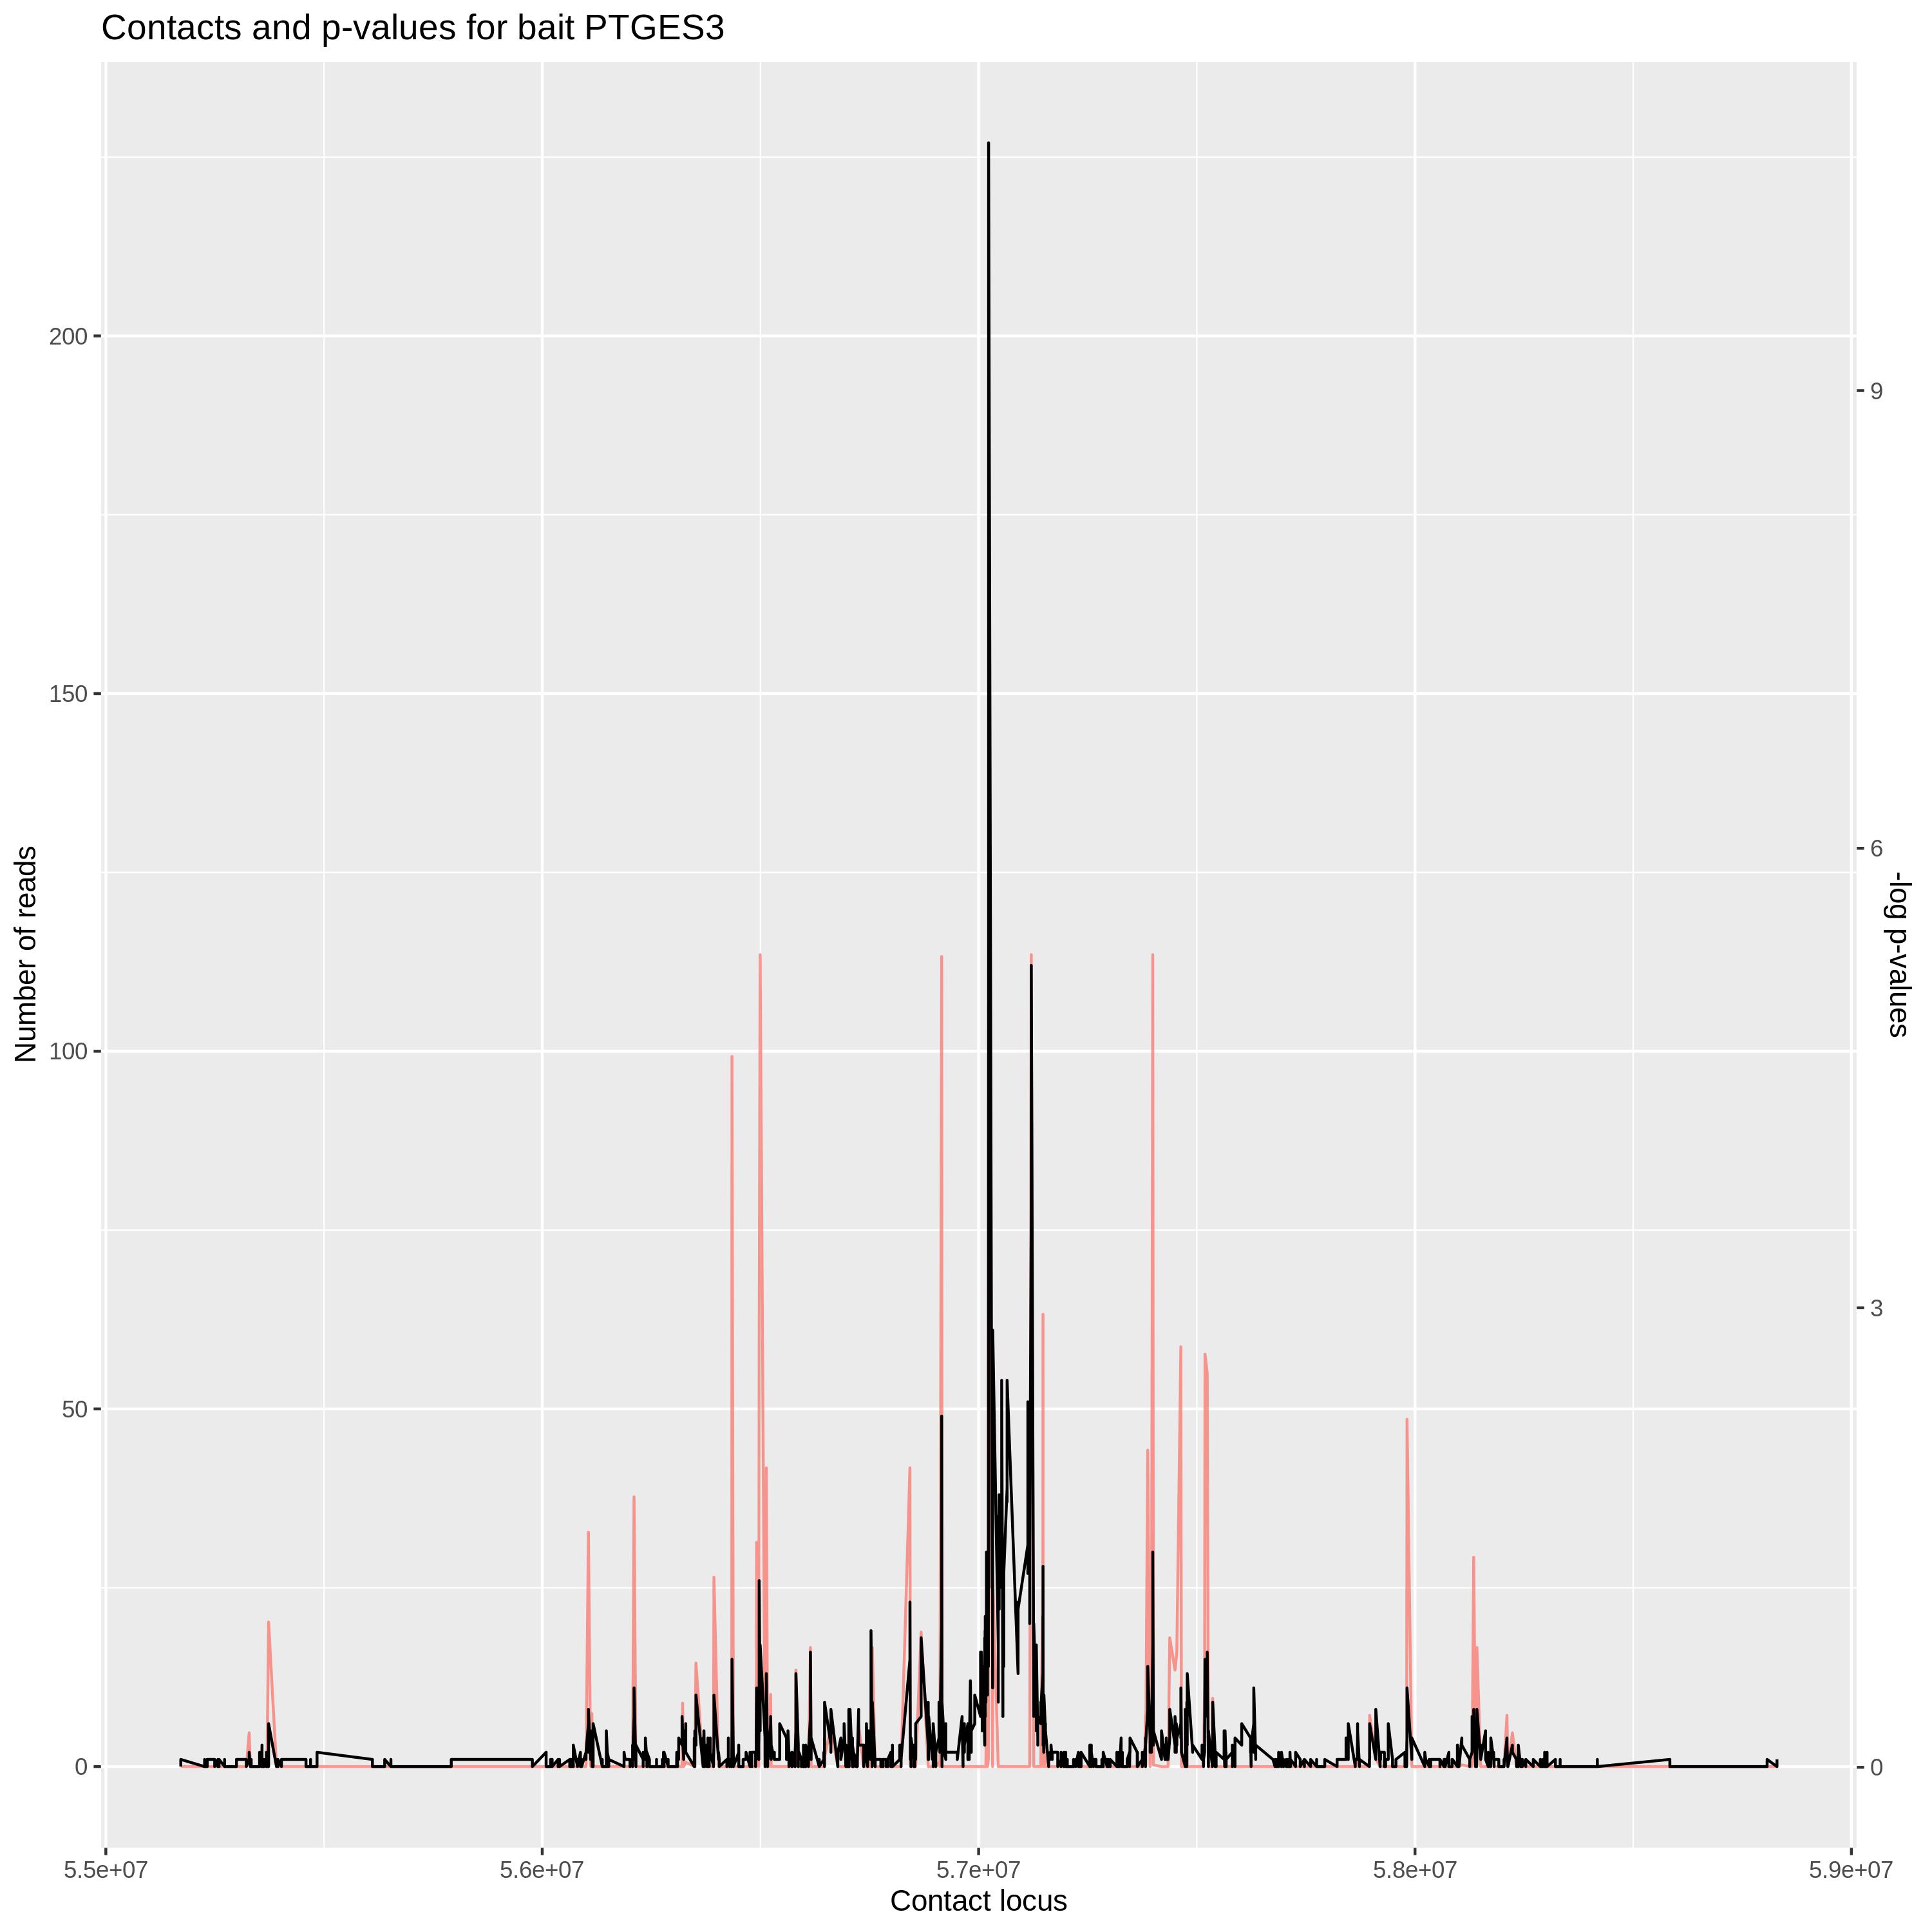 Contacts and p-values for bait PTGES3
200
150
100
50
0
Number of reads
9
6
3
0
-log p-values
5.5e+07 5.6e+07 5.7e+07 5.8e+07 5.9e+07
Contact locus